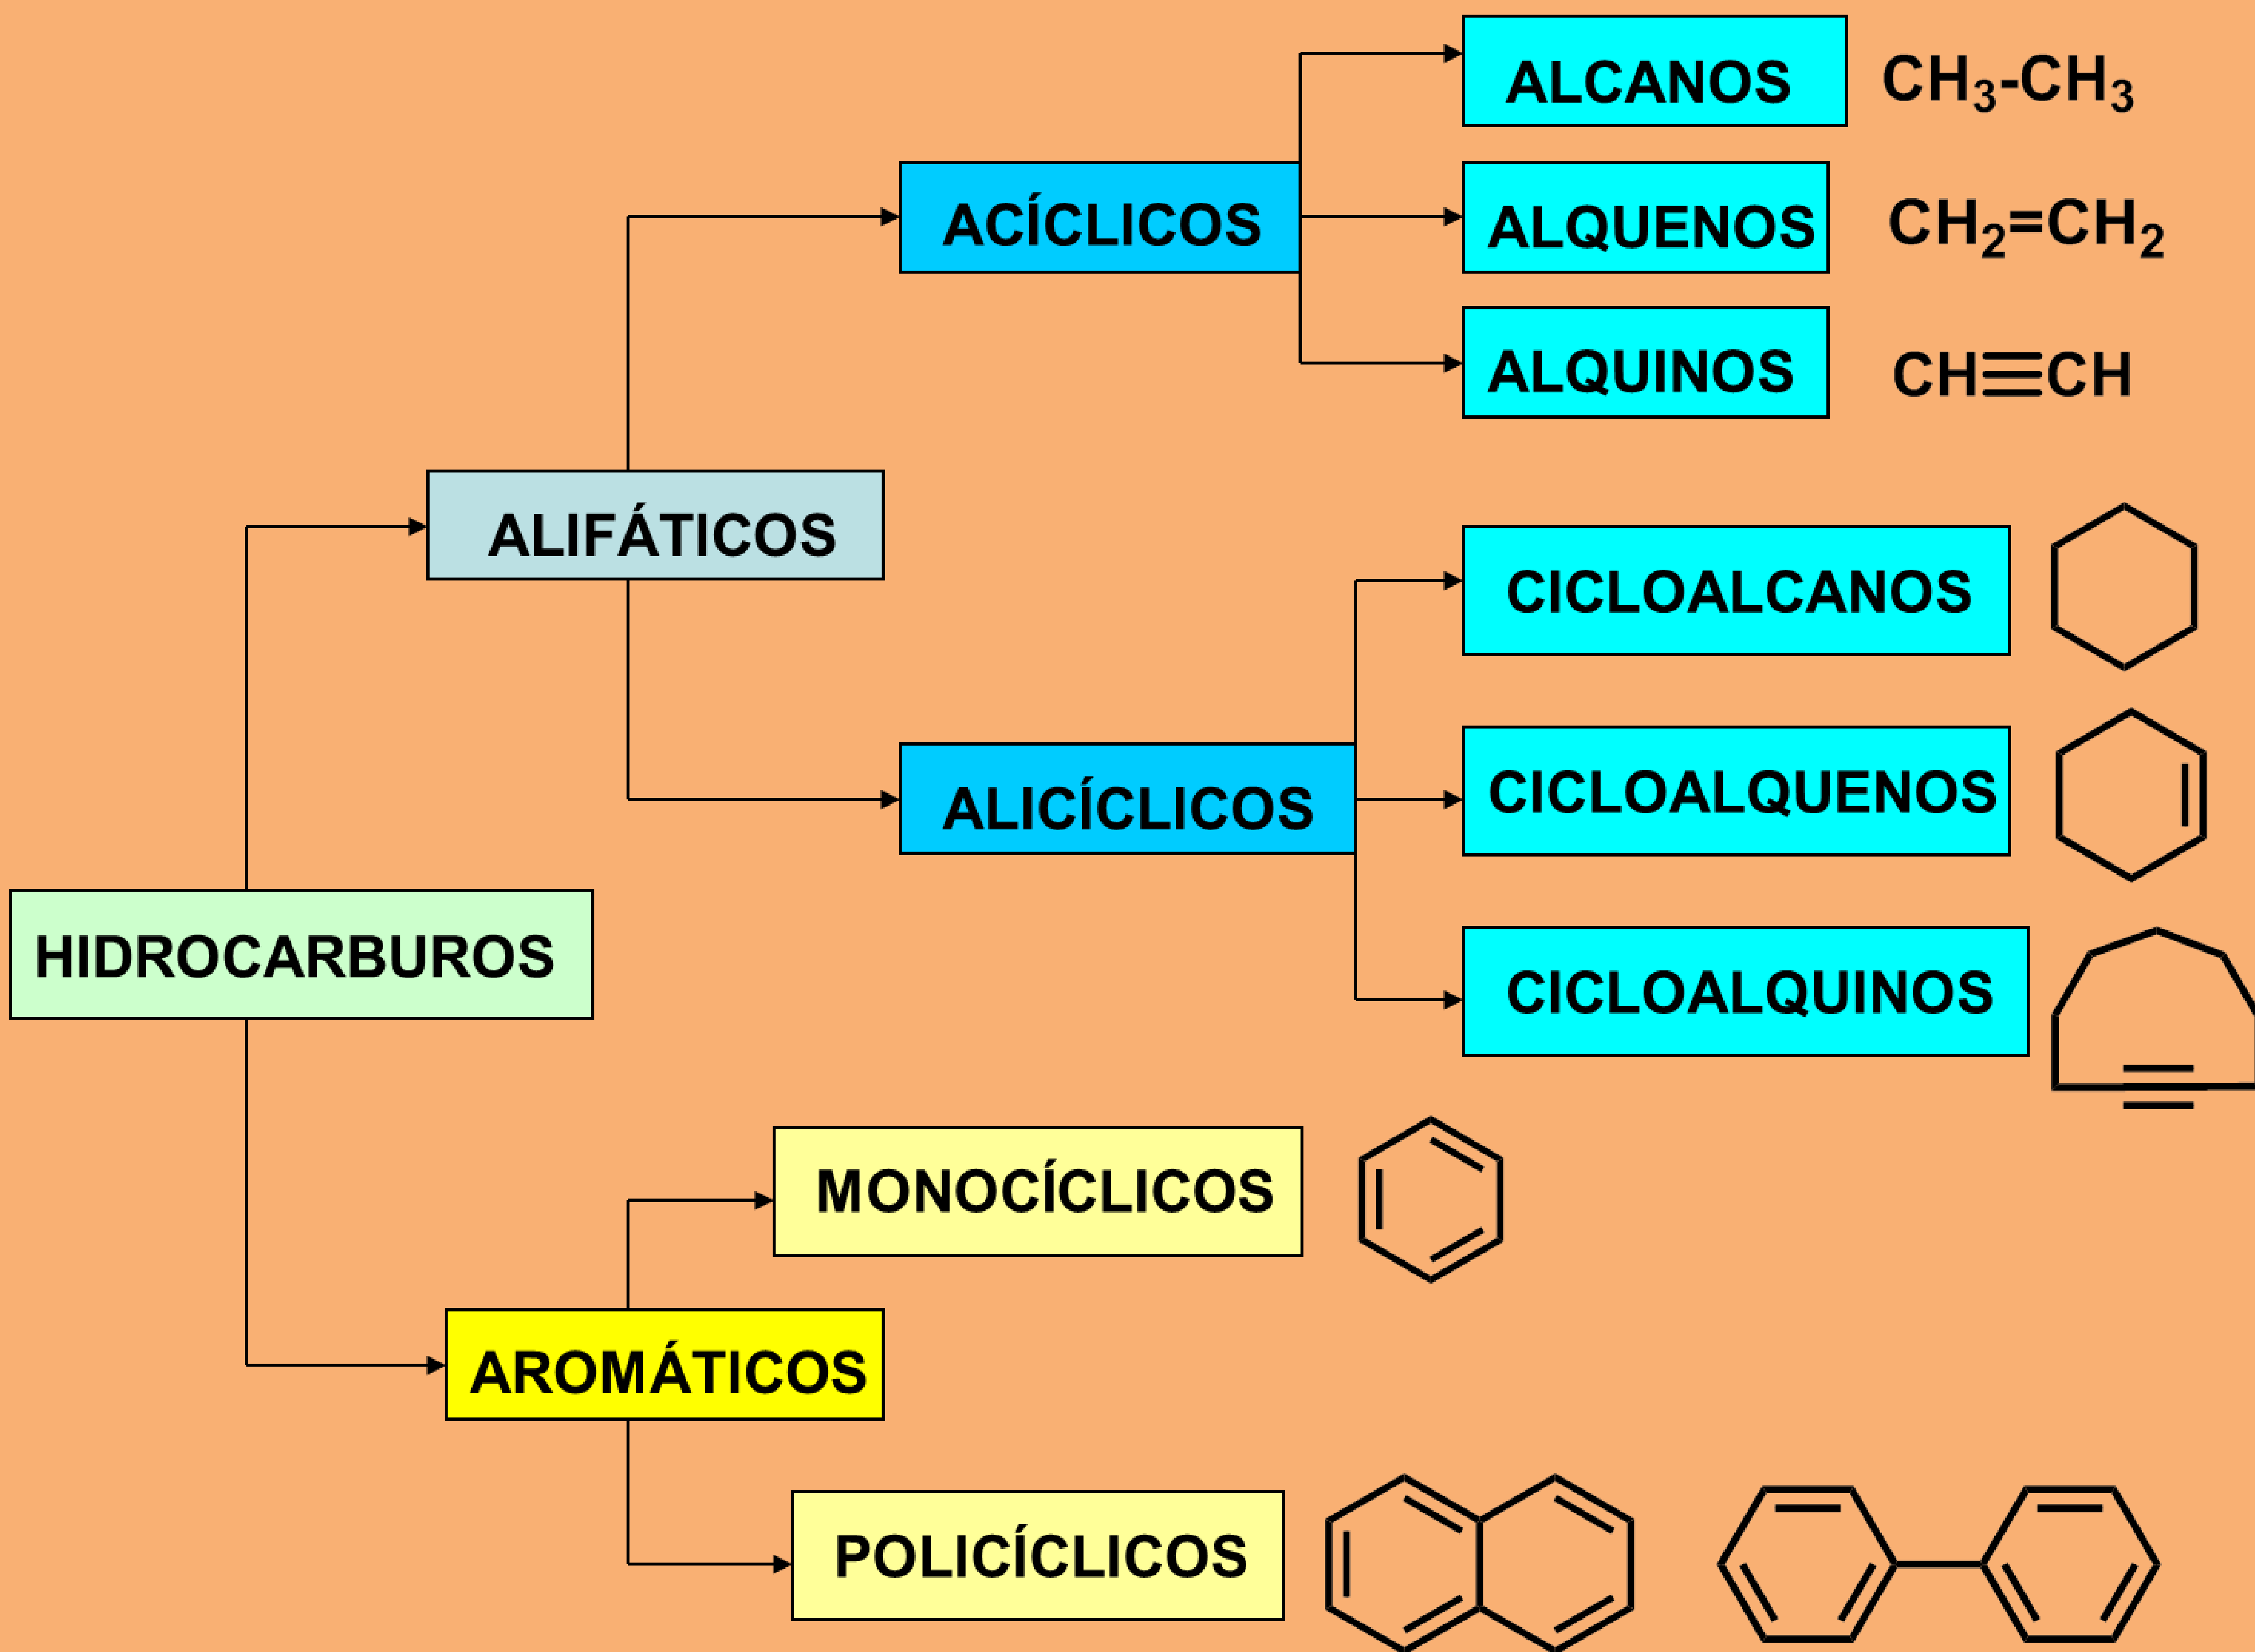 ALCANOS CH₃-CH₃
ACÍCLICOS
ALQUENOS CH₂=CH₂
ALQUINOS CH≡CH
ALIFÁTICOS
CICLOALCANOS
ALICÍCLICOS
CICLOALQUENOS
HIDROCARBUROS
CICLOALQUINOS
MONOCÍCLICOS
AROMÁTICOS
POLICÍCLICOS